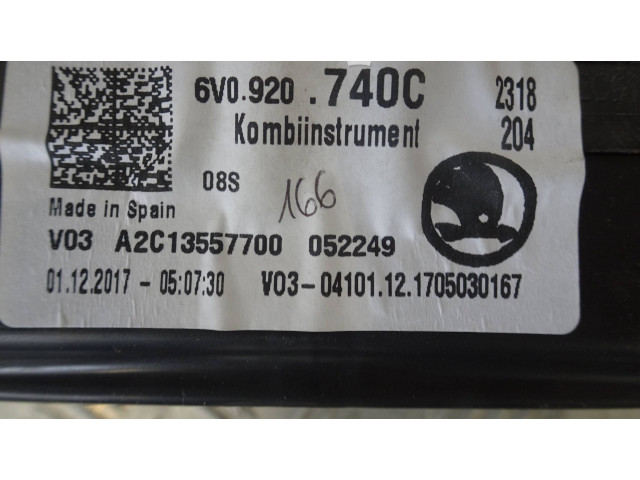 6V0.920 .740C 2318
Kombiinstrument 204
08S 166
Made in Spain
V03 A2C13557700 052249
01.12.2017 - 05:07:30 V03-04101.12.1705030167